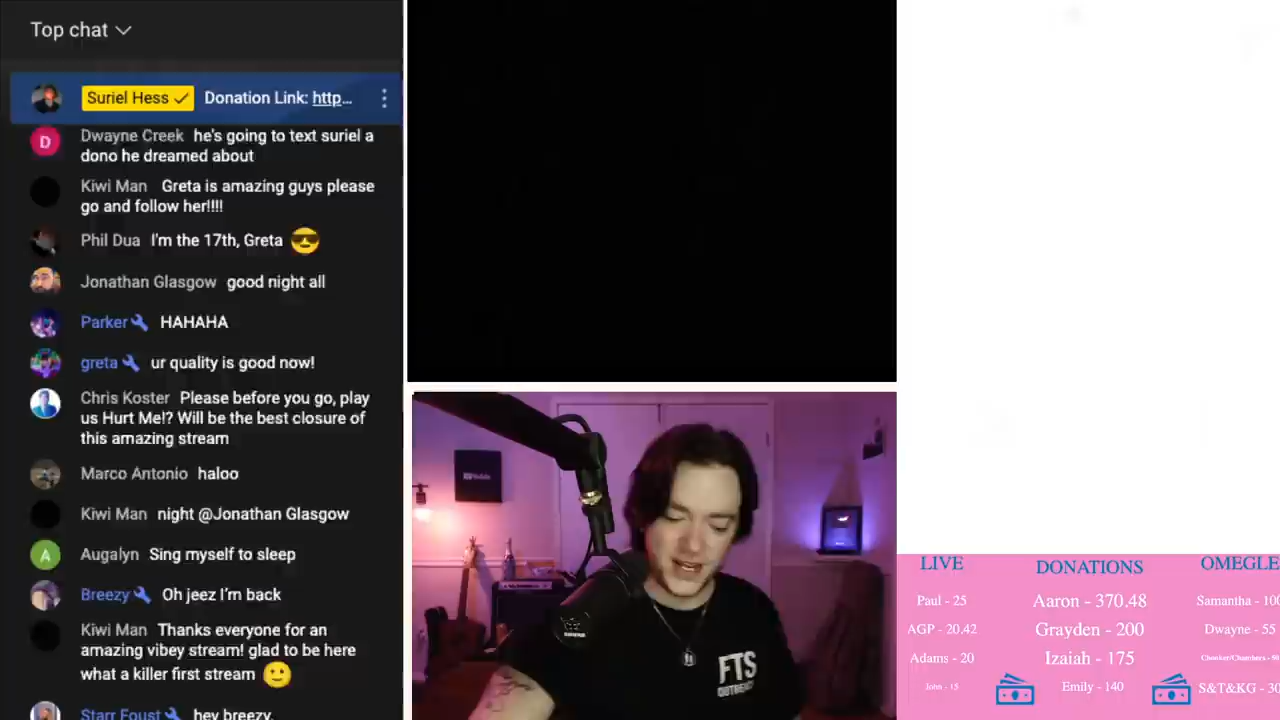 Top chat
Suriel Hess Donation Link: http...
Dwayne Creek he's going to text suriel a
dono he dreamed about
Kiwi Man Greta is amazing guys please
go and follow her!!!!
Phil Dua I'm the 17th, Greta
Jonathan Glasgow good night all
Parker HAHAHA
greta ur quality is good now!
Chris Koster Please before you go, play
us Hurt Me!? Will be the best closure of
this amazing stream
Marco Antonio haloo
Kiwi Man night @Jonathan Glasgow
A
Augalyn Sing myself to sleep
Breezy Oh jeez I'm back
Kiwi Man Thanks everyone for an
amazing vibey stream! glad to be here
what a killer first stream
Starr Foust hey breezy.
D
FTS
LIVE
Paul - 25
AGP - 20.42
Adams - 20
John - 15
DONATIONS
Aaron - 370.48
Grayden - 200
Izaiah - 175
Emily - 140
OMEGLE
Samantha - 100
Dwayne - 55
S&T&KG - 30